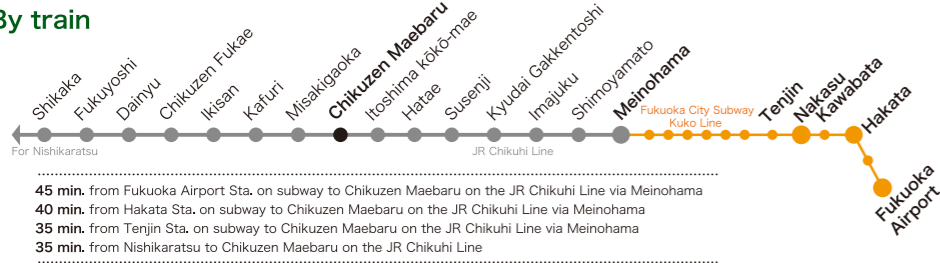 By train
Shikaka
Fukuyoshi
Dainyu
Chikuzen Fukae
Ikisan
Kafuri
Misakigaoka
Chikuzen Maebaru
Itoshima kōkō-mae
Hatae
Susenji
Kyudai Gakkentoshi
Imajuku
Shimoyamato
Meinohama
Fukuoka City Subway
Kuko Line
Tenjin
Nakasu
Kawabata
Hakata
Fukuoka
Airport
For Nishikaratsu
JR Chikuhi Line
45 min. from Fukuoka Airport Sta. on subway to Chikuzen Maebaru on the JR Chikuhi Line via Meinohama
40 min. from Hakata Sta. on subway to Chikuzen Maebaru on the JR Chikuhi Line via Meinohama
35 min. from Tenjin Sta. on subway to Chikuzen Maebaru on the JR Chikuhi Line via Meinohama
35 min. from Nishikaratsu to Chikuzen Maebaru on the JR Chikuhi Line